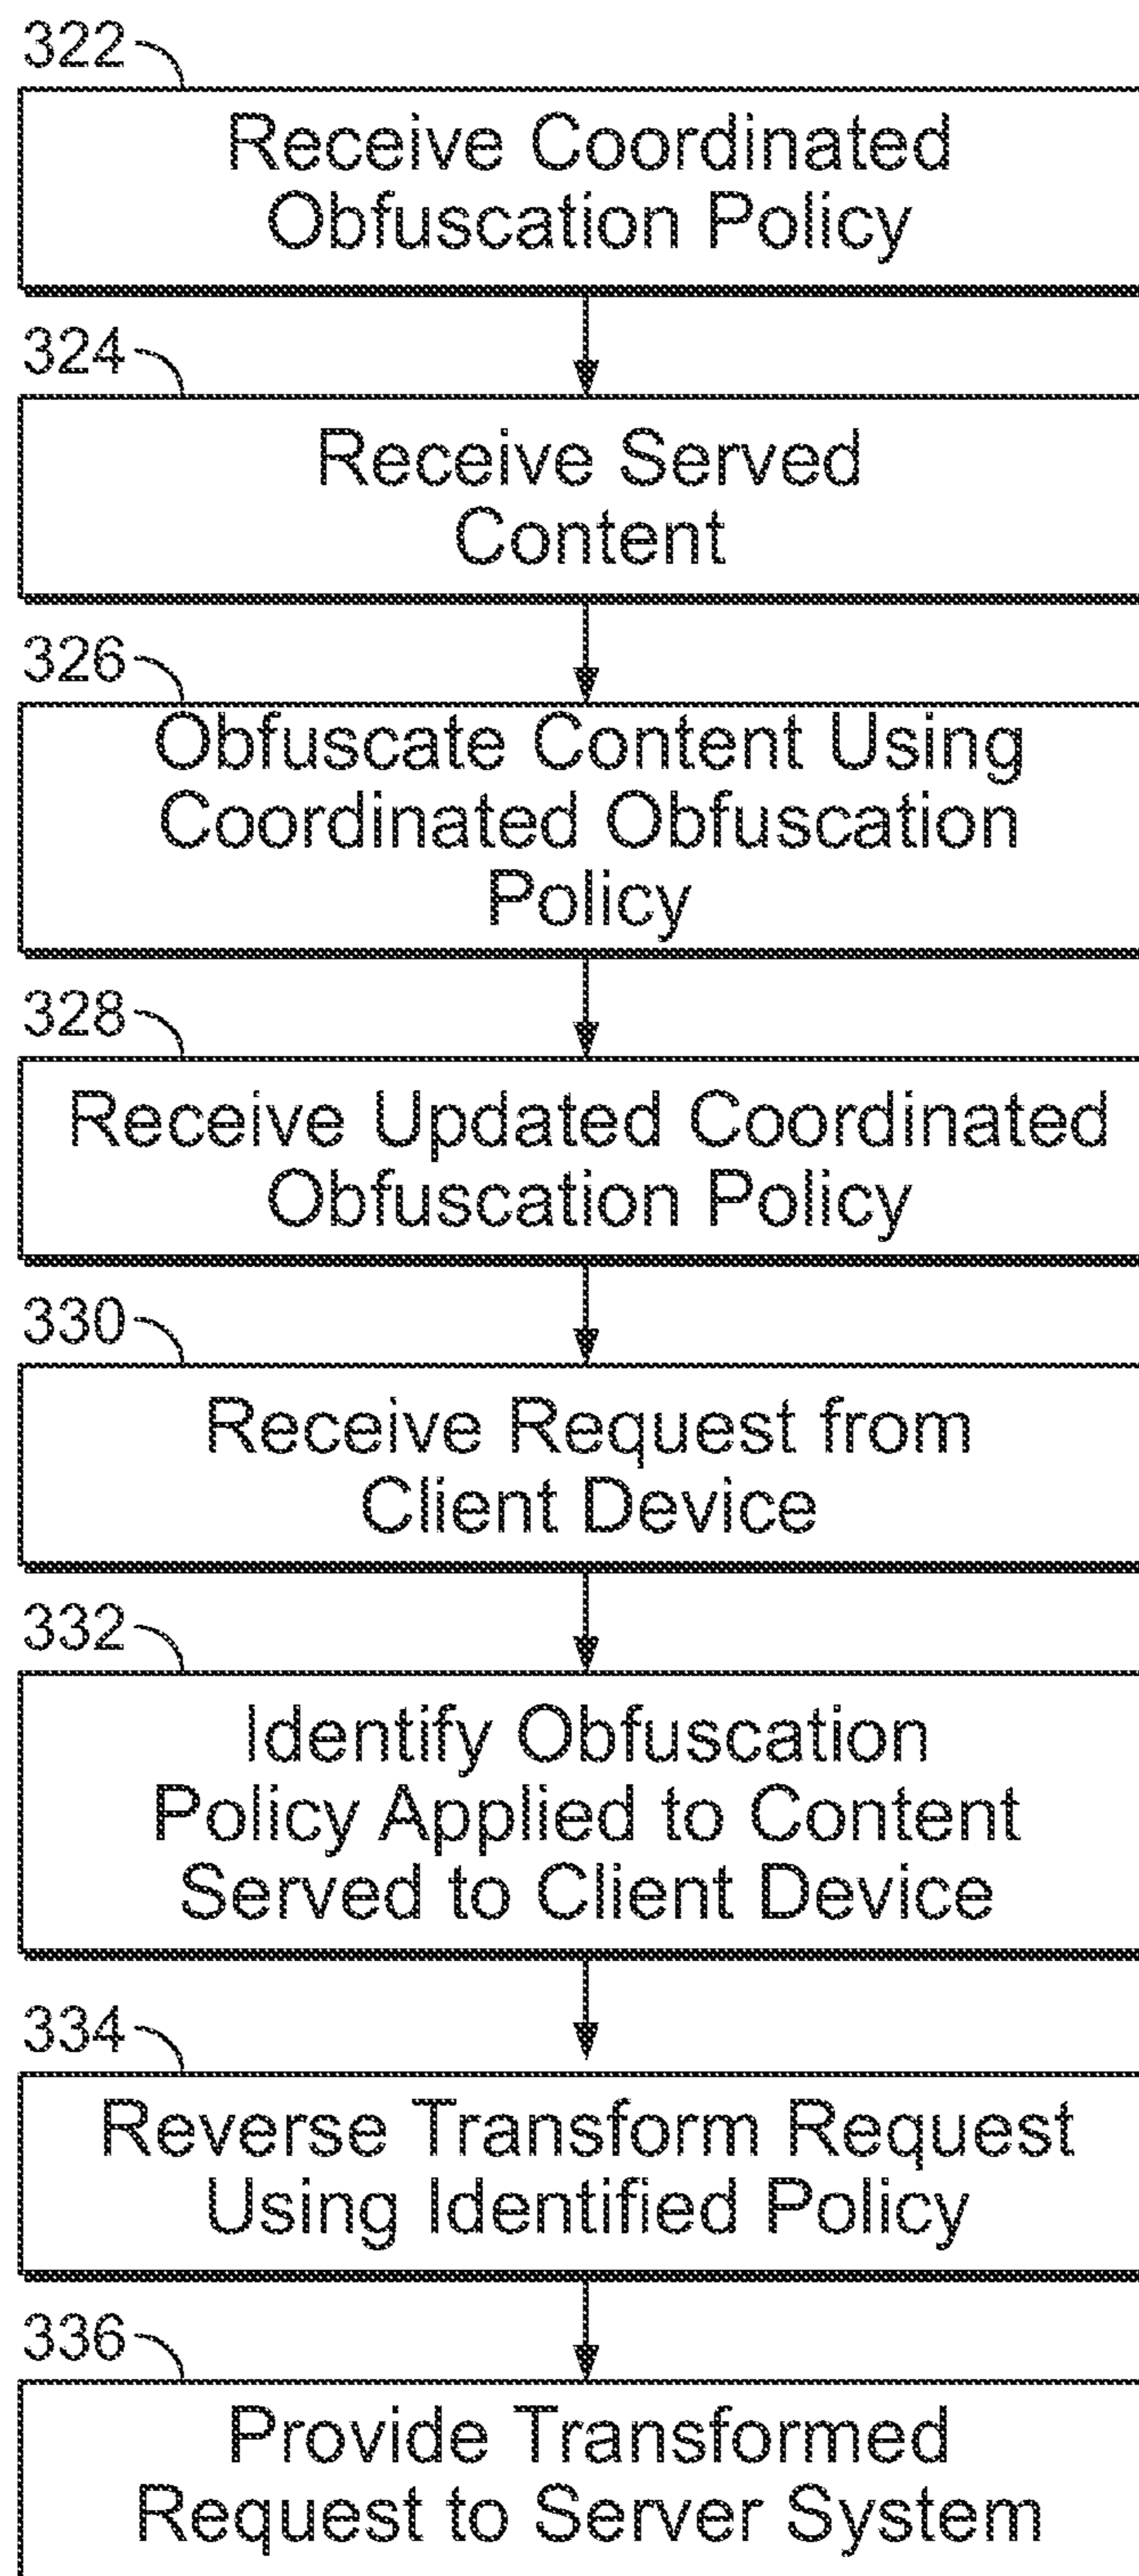 322
Receive Coordinated
Obfuscation Policy
324
Receive Served
Content
326
Obfuscate Content Using
Coordinated Obfuscation
Policy
328
Receive Updated Coordinated
Obfuscation Policy
330
Receive Request from
Client Device
332
Identify Obfuscation
Policy Applied to Content
Served to Client Device
334
Reverse Transform Request
Using Identified Policy
336
Provide Transformed
Request to Server System